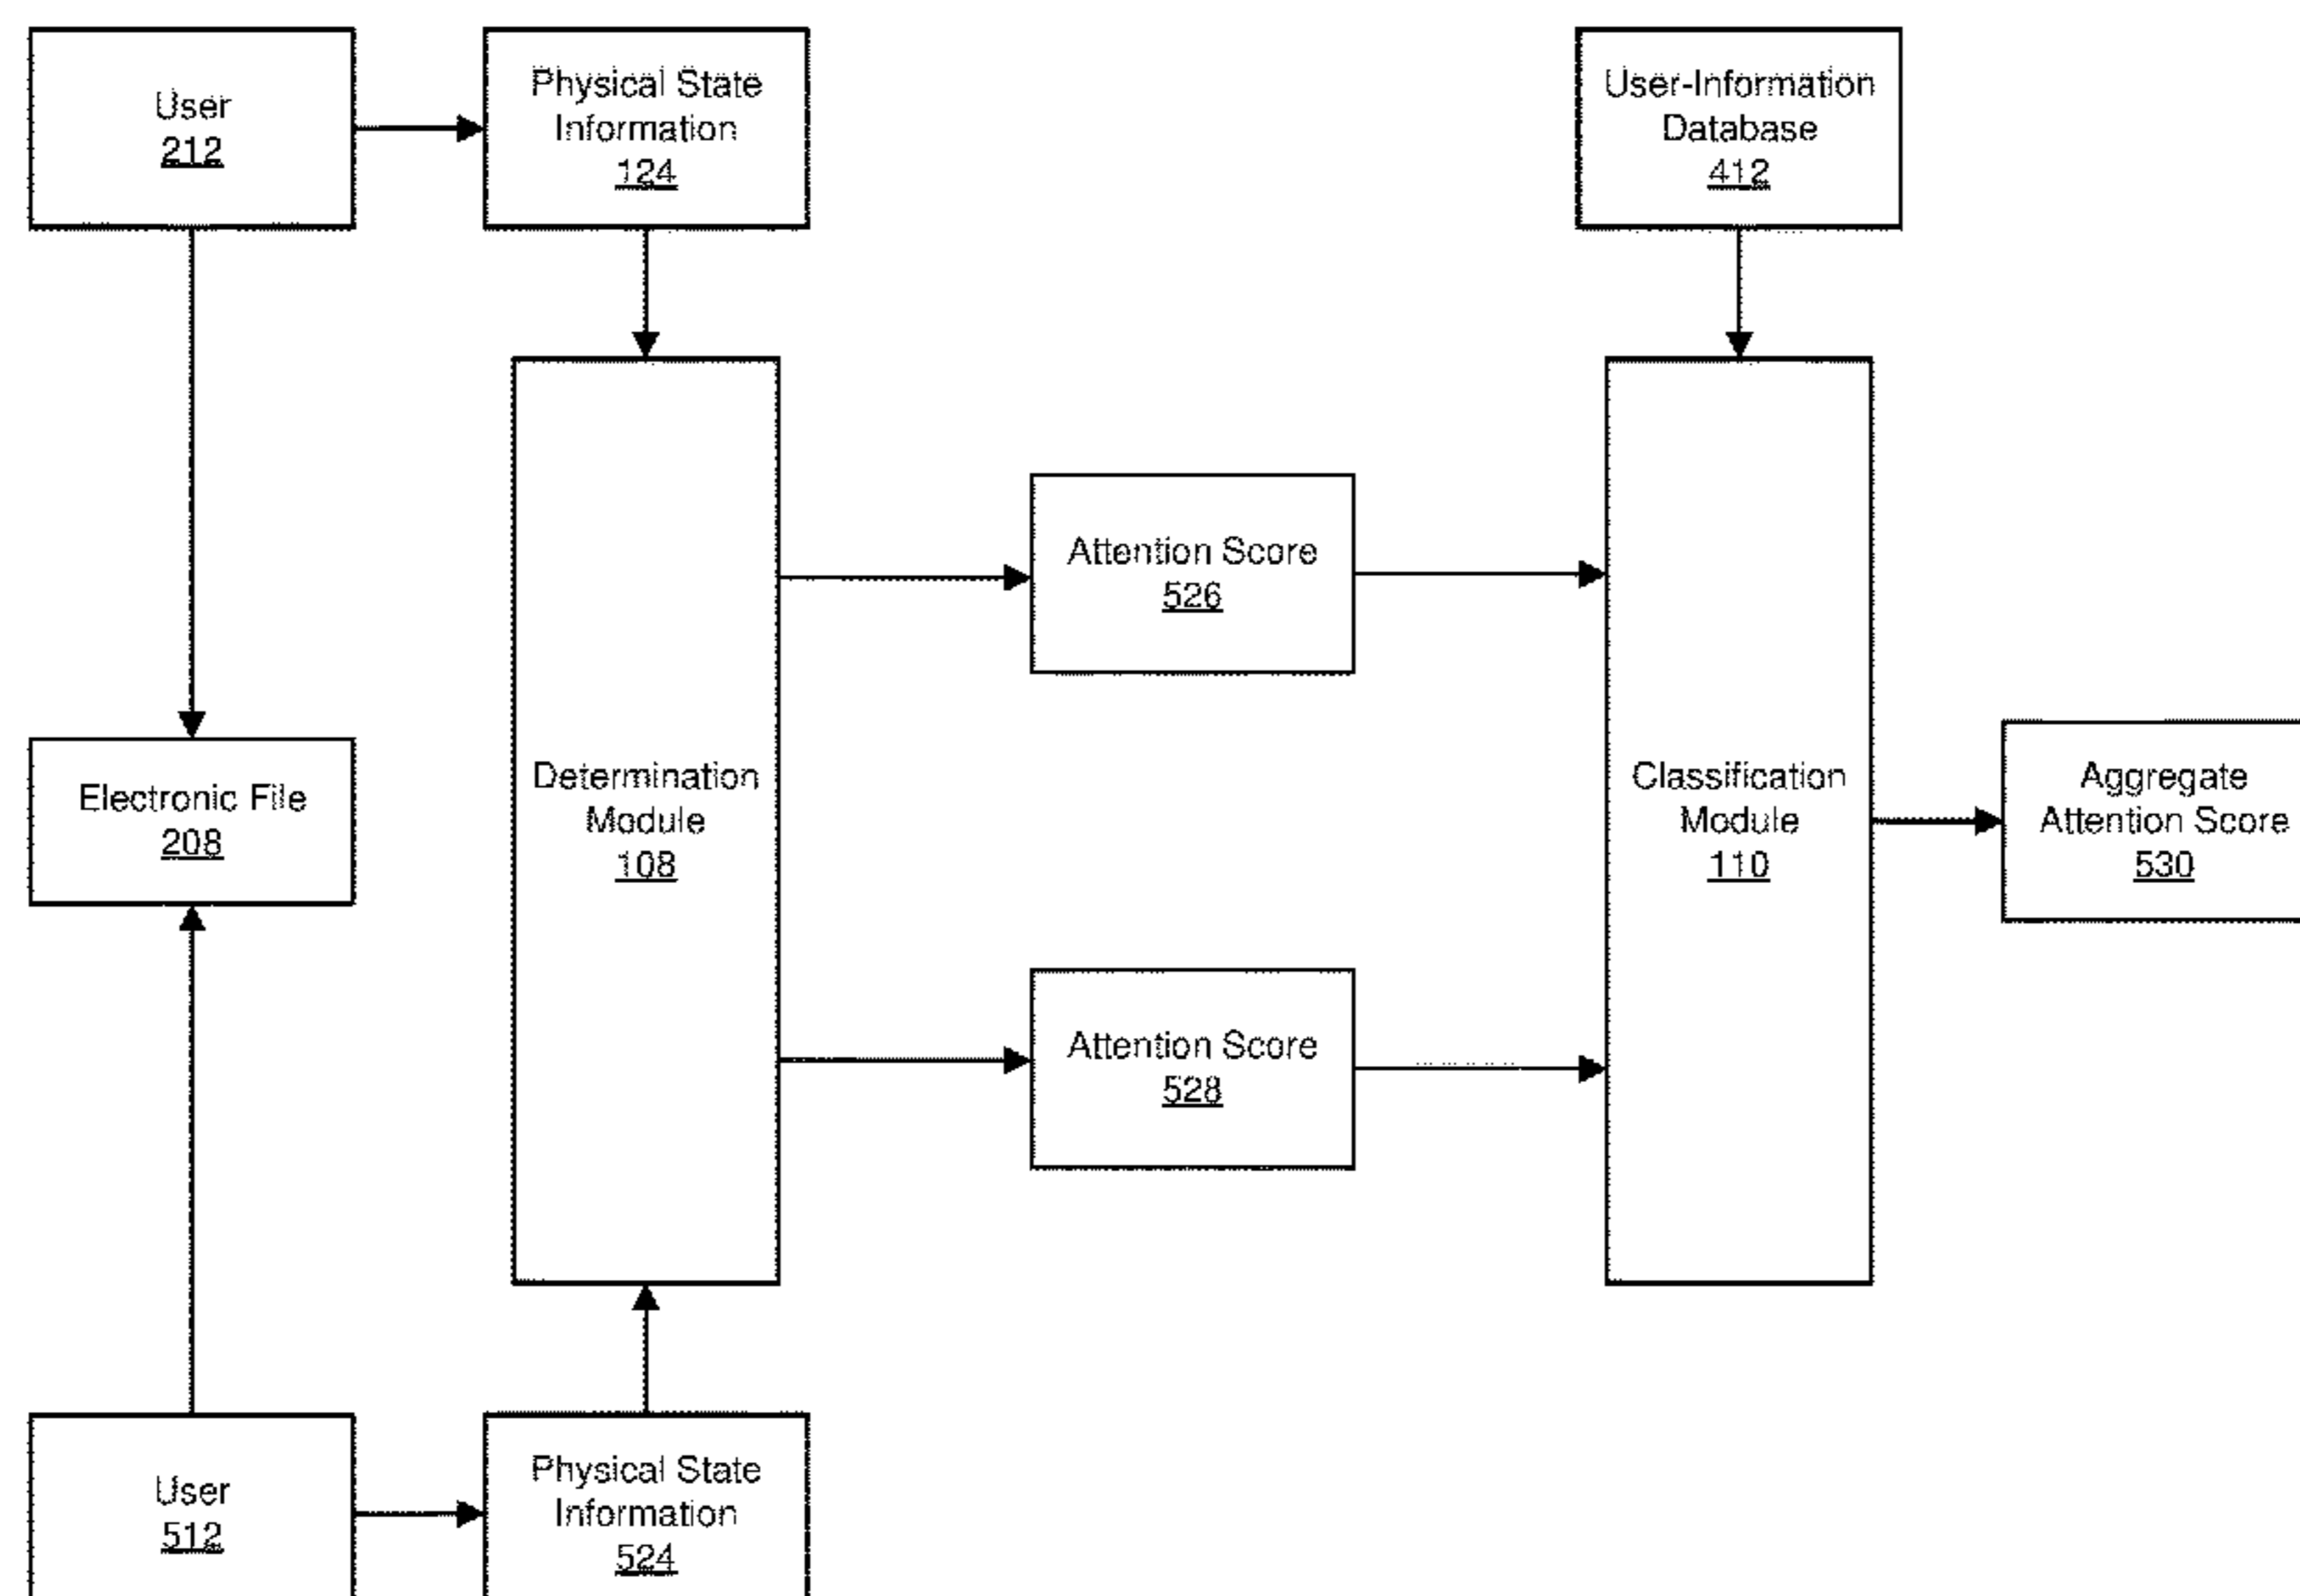 User
212
Physical State
Information
124
User-Information
Database
412
Attention Score
526
Determination
Module
108
Classification
Module
110
Aggregate
Attention Score
530
Electronic File
208
Attention Score
528
User
512
Physical State
Information
524